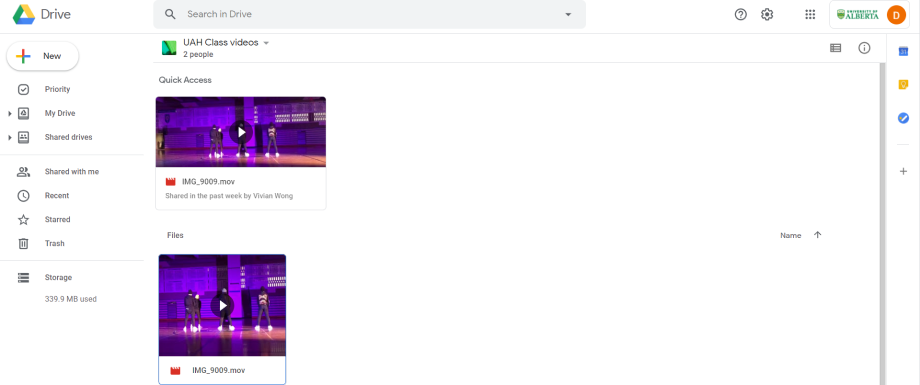 Drive
Search in Drive
UNIVERSITY OF
ALBERTA
D
New
UAH Class videos
2 people
Priority
My Drive
Shared drives
Shared with me
Recent
Starred
Trash
Storage
339.9 MB used
Quick Access
IMG_9009.mov
Shared in the past week by Vivian Wong
Files
Name
IMG_9009.mov